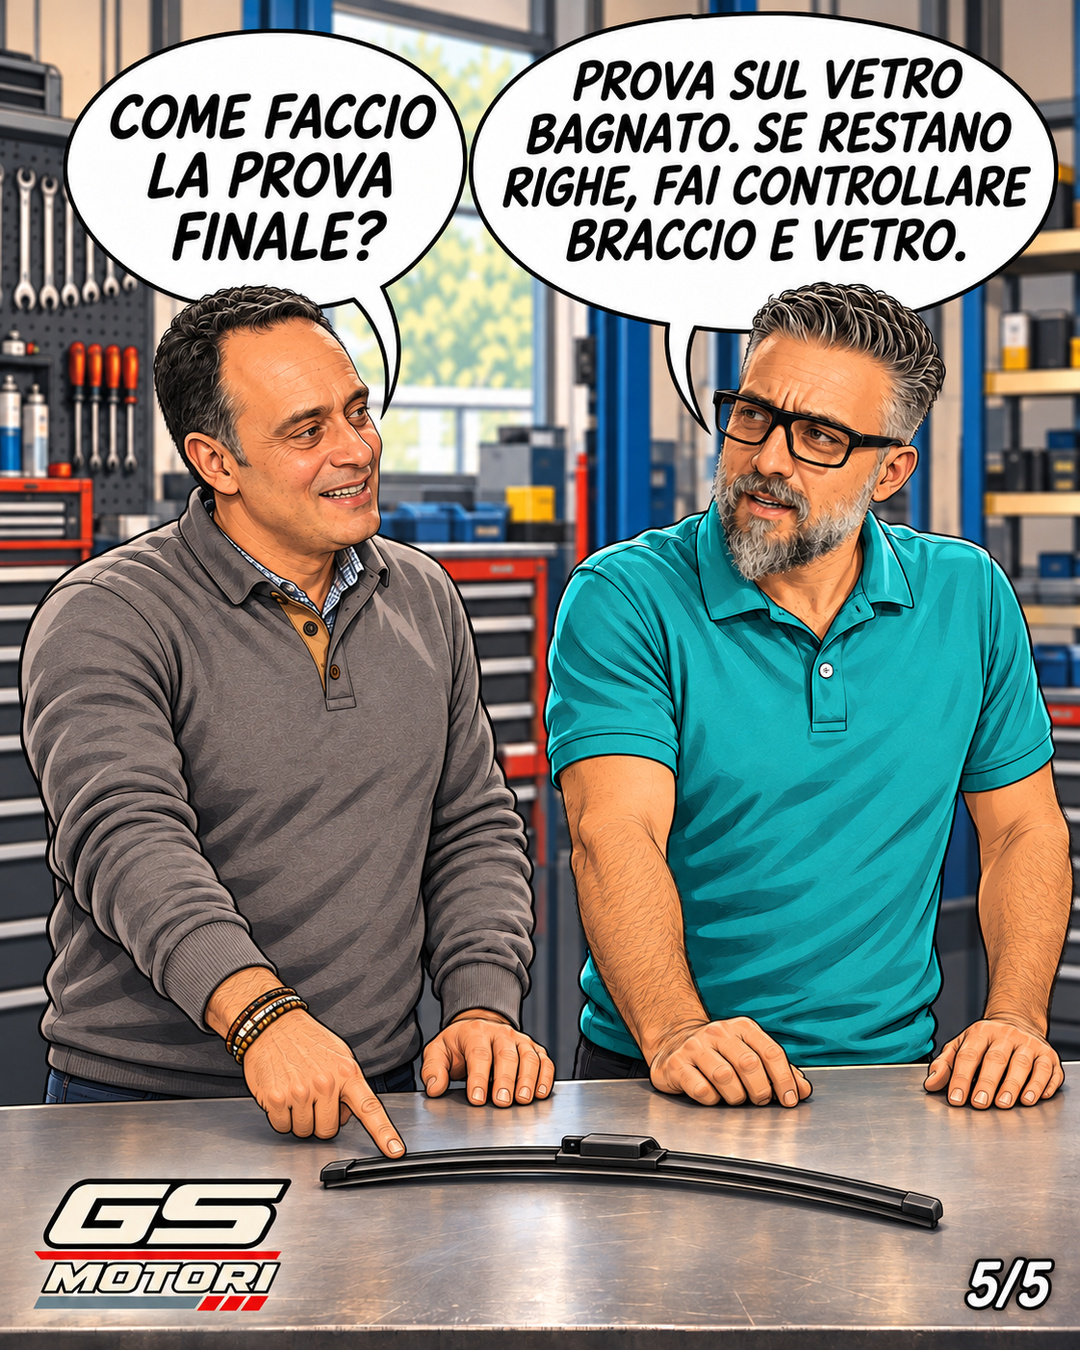 COME FACCIO
LA PROVA
FINALE?
PROVA SUL VETRO
BAGNATO. SE RESTANO
RIGHE, FAI CONTROLLARE
BRACCIO E VETRO.
GS
MOTORI
5/5